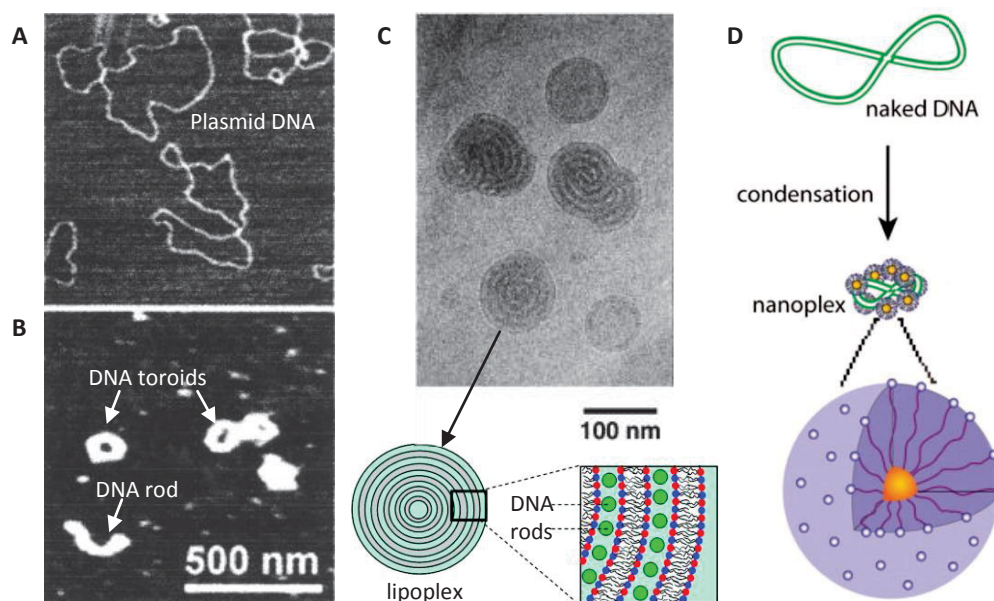 A
Plasmid DNA
B
DNA toroids
DNA rod
500 nm
C
100 nm
DNA
rods
lipoplex
D
naked DNA
condensation
nanoplex